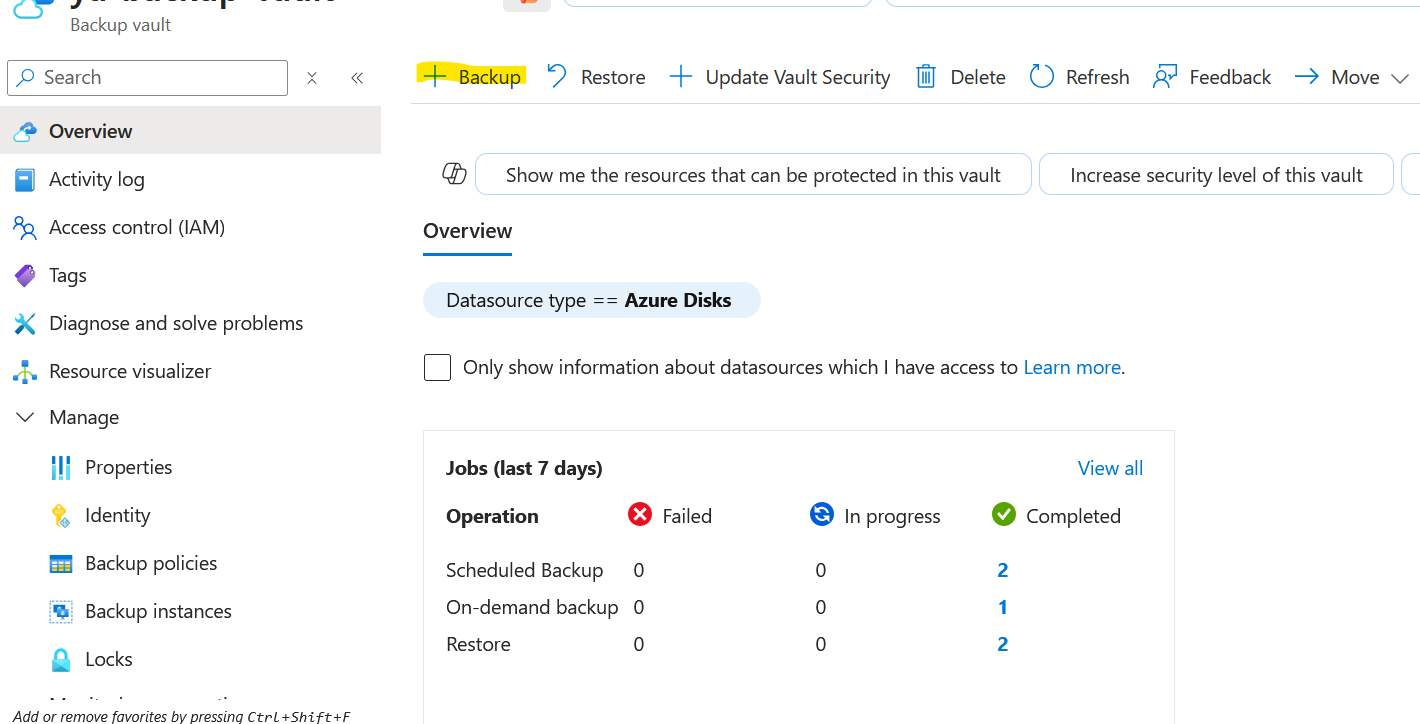 Backup vault
Search
Backup
Restore
Update Vault Security
Delete
Refresh
Feedback
Move
Overview
Activity log
Access control (IAM)
Tags
Diagnose and solve problems
Resource visualizer
Manage
Properties
Identity
Backup policies
Backup instances
Locks
Add or remove favorites by pressing Ctrl+Shift+F
Show me the resources that can be protected in this vault
Increase security level of this vault
Overview
Datasource type == Azure Disks
Only show information about datasources which I have access to Learn more.
Jobs (last 7 days) View all
Operation Failed In progress Completed
Scheduled Backup 0 0 2
On-demand backup 0 0 1
Restore 0 0 2